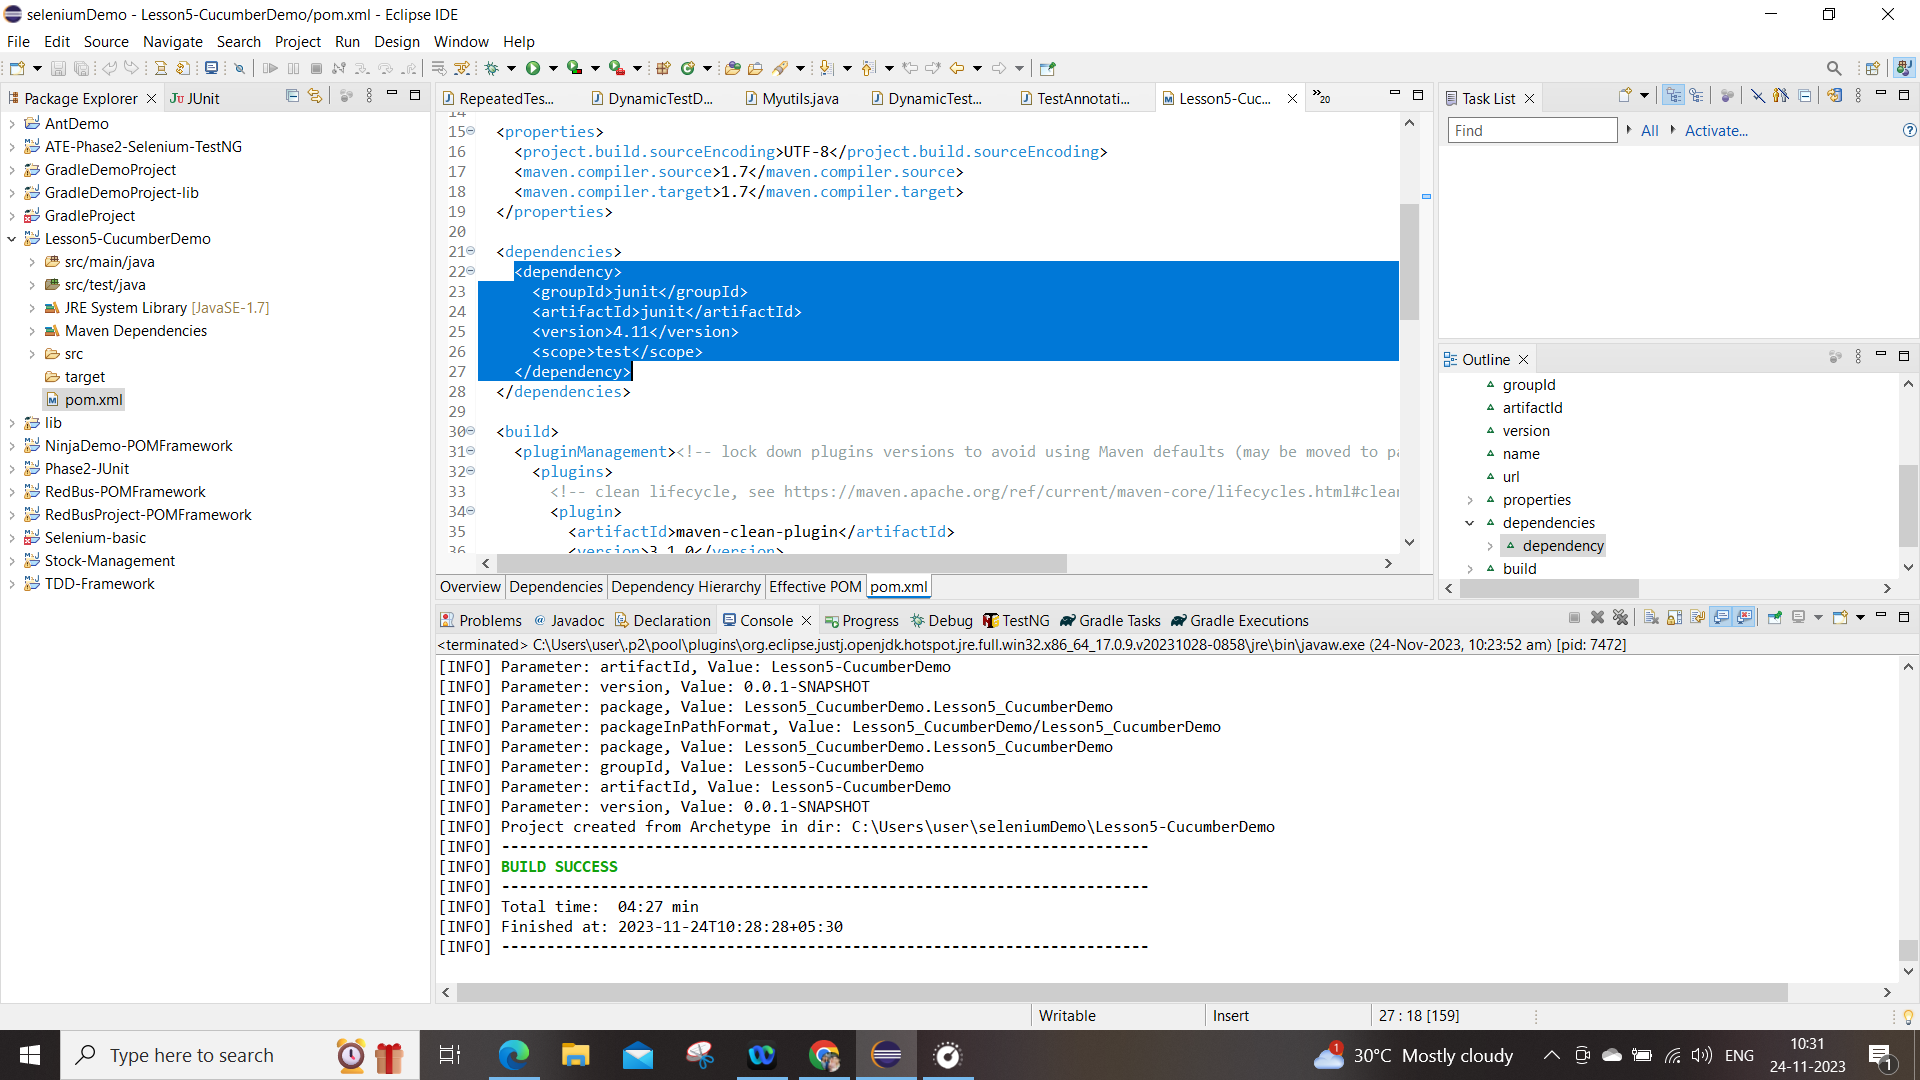 seleniumDemo - Lesson5-CucumberDemo/pom.xml - Eclipse IDE
File Edit Source Navigate Search Project Run Design Window Help
Package Explorer
JUnit
AntDemo
ATE-Phase2-Selenium-TestNG
GradleDemoProject
GradleDemoProject-lib
GradleProject
Lesson5-CucumberDemo
src/main/java
src/test/java
JRE System Library [JavaSE-1.7]
Maven Dependencies
src
target
pom.xml
lib
NinjaDemo-POMFramework
Phase2-JUnit
RedBus-POMFramework
RedBusProject-POMFramework
Selenium-basic
Stock-Management
TDD-Framework
RepeatedTes... DynamicTestD... Myutils.java DynamicTest... TestAnnotati... Lesson5-Cuc... 20
14
15 <properties>
16 <project.build.sourceEncoding>UTF-8</project.build.sourceEncoding>
17 <maven.compiler.source>1.7</maven.compiler.source>
18 <maven.compiler.target>1.7</maven.compiler.target>
19 </properties>
20
21 <dependencies>
22 <dependency>
23 <groupId>junit</groupId>
24 <artifactId>junit</artifactId>
25 <version>4.11</version>
26 <scope>test</scope>
27 </dependency>
28 </dependencies>
29
30 <build>
31 <pluginManagement><!-- lock down plugins versions to avoid using Maven defaults (may be moved to pa
32 <plugins>
33 <!-- clean lifecycle, see https://maven.apache.org/ref/current/maven-core/lifecycles.html#clean
34 <plugin>
35 <artifactId>maven-clean-plugin</artifactId>
36 <version>3.1.0</version>
Overview Dependencies Dependency Hierarchy Effective POM pom.xml
Task List
Find All Activate...
Outline
groupId
artifactId
version
name
url
properties
dependencies
dependency
build
Problems @ Javadoc Declaration Console Progress Debug TestNG Gradle Tasks Gradle Executions
<terminated> C:\Users\user\.p2\pool\plugins\org.eclipse.justj.openjdk.hotspot.jre.full.win32.x86_64_17.0.9.v20231028-0858\jre\bin\javaw.exe (24-Nov-2023, 10:23:52 am) [pid: 7472]
[INFO] Parameter: artifactId, Value: Lesson5-CucumberDemo
[INFO] Parameter: version, Value: 0.0.1-SNAPSHOT
[INFO] Parameter: package, Value: Lesson5_CucumberDemo.Lesson5_CucumberDemo
[INFO] Parameter: packageInPathFormat, Value: Lesson5_CucumberDemo/Lesson5_CucumberDemo
[INFO] Parameter: package, Value: Lesson5_CucumberDemo.Lesson5_CucumberDemo
[INFO] Parameter: groupId, Value: Lesson5-CucumberDemo
[INFO] Parameter: artifactId, Value: Lesson5-CucumberDemo
[INFO] Parameter: version, Value: 0.0.1-SNAPSHOT
[INFO] Project created from Archetype in dir: C:\Users\user\seleniumDemo\Lesson5-CucumberDemo
[INFO] ------------------------------------------------------------------------
[INFO] BUILD SUCCESS
[INFO] ------------------------------------------------------------------------
[INFO] Total time:  04:27 min
[INFO] Finished at: 2023-11-24T10:28:28+05:30
[INFO] ------------------------------------------------------------------------
Writable Insert 27 : 18 [159]
Type here to search
1 30°C Mostly cloudy ENG
10:31
24-11-2023
1